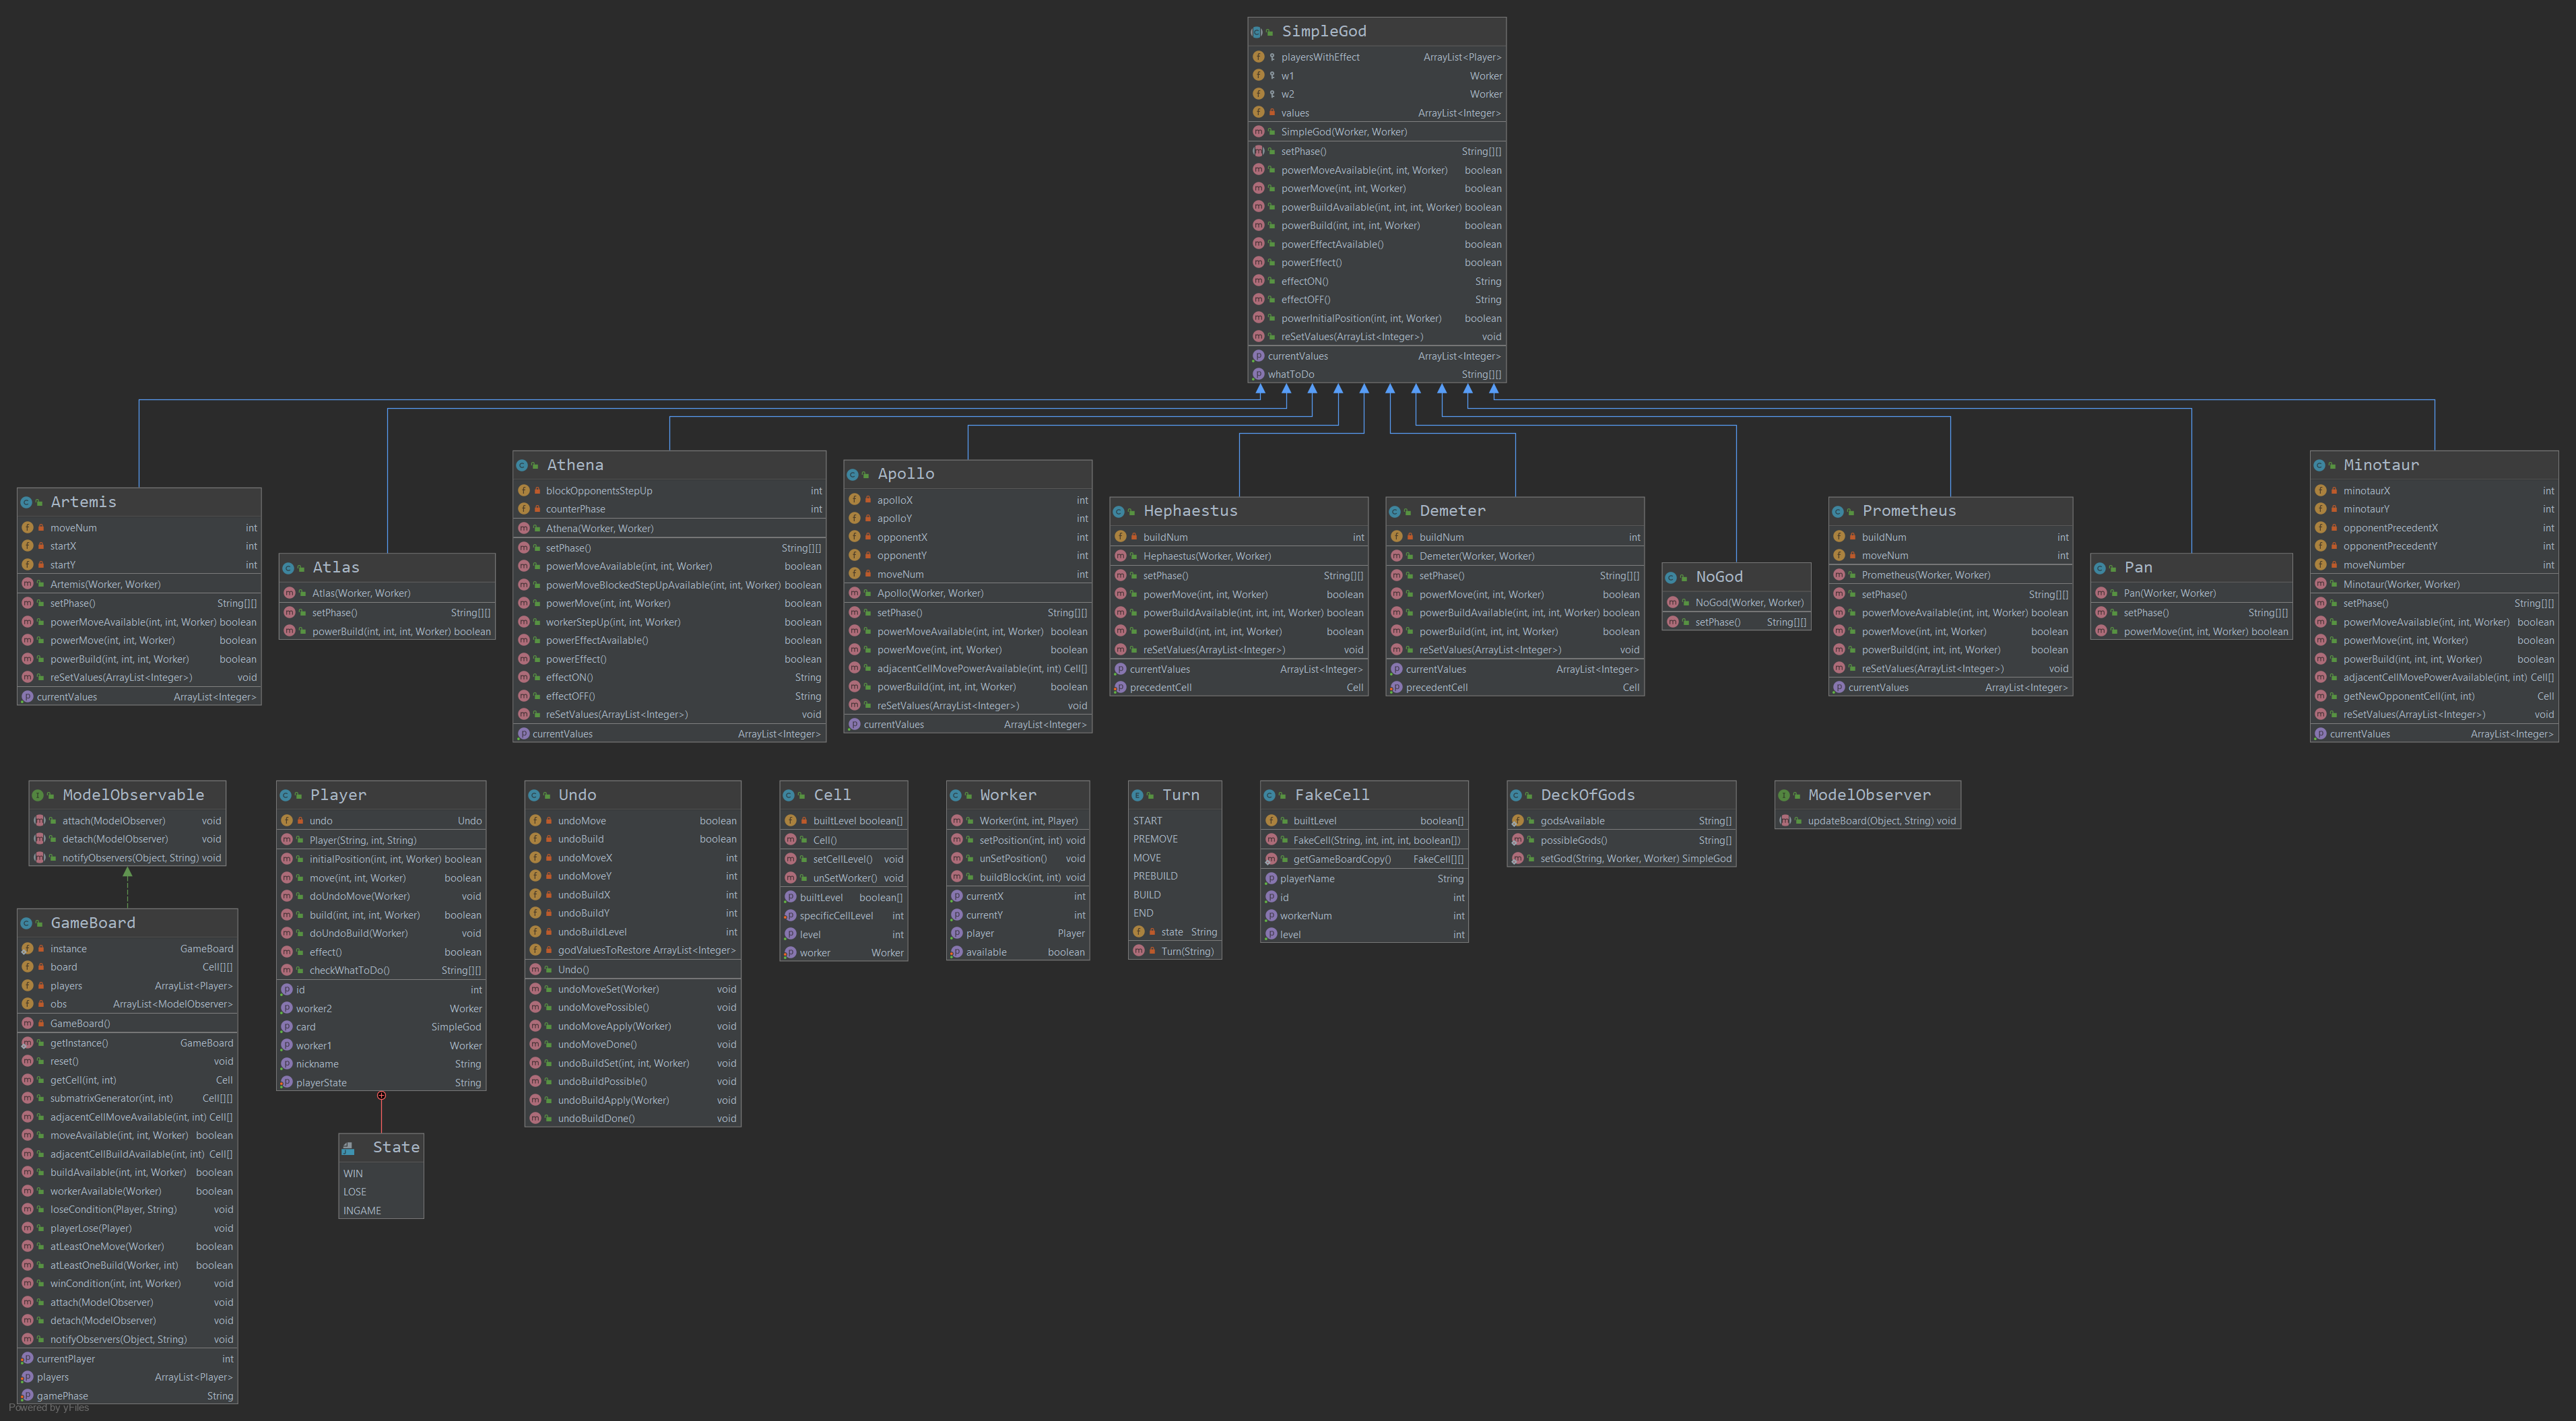 SimpleGod
playersWithEffect ArrayList<Player>
w1 Worker
w2 Worker
values ArrayList<Integer>
SimpleGod(Worker, Worker)
setPhase() String[][]
powerMoveAvailable(int, int, Worker) boolean
powerMove(int, int, Worker) boolean
powerBuildAvailable(int, int, int, Worker) boolean
powerBuild(int, int, int, Worker) boolean
powerEffectAvailable() boolean
powerEffect() boolean
effectON() String
effectOFF() String
powerInitialPosition(int, int, Worker) boolean
reSetValues(ArrayList<Integer>) void
currentValues ArrayList<Integer>
whatToDo String[][]
Artemis
moveNum int
startX int
startY int
Artemis(Worker, Worker)
setPhase() String[][]
powerMoveAvailable(int, int, Worker) boolean
powerMove(int, int, Worker) boolean
powerBuild(int, int, int, Worker) boolean
reSetValues(ArrayList<Integer>) void
currentValues ArrayList<Integer>
Atlas
Atlas(Worker, Worker)
setPhase() String[][]
powerBuild(int, int, int, Worker) boolean
Athena
blockOpponentsStepUp int
counterPhase int
Athena(Worker, Worker)
setPhase() String[][]
powerMoveAvailable(int, int, Worker) boolean
powerMoveBlockedStepUpAvailable(int, int, Worker) boolean
powerMove(int, int, Worker) boolean
workerStepUp(int, int, Worker) boolean
powerEffectAvailable() boolean
powerEffect() boolean
effectON() String
effectOFF() String
reSetValues(ArrayList<Integer>) void
currentValues ArrayList<Integer>
Apollo
apolloX int
apolloY int
opponentX int
opponentY int
moveNum int
Apollo(Worker, Worker)
setPhase() String[][]
powerMoveAvailable(int, int, Worker) boolean
powerMove(int, int, Worker) boolean
adjacentCellMovePowerAvailable(int, int) Cell[]
powerBuild(int, int, int, Worker) boolean
reSetValues(ArrayList<Integer>) void
currentValues ArrayList<Integer>
Hephaestus
buildNum int
Hephaestus(Worker, Worker)
setPhase() String[][]
powerMove(int, int, Worker) boolean
powerBuildAvailable(int, int, int, Worker) boolean
powerBuild(int, int, int, Worker) boolean
reSetValues(ArrayList<Integer>) void
currentValues ArrayList<Integer>
precedentCell Cell
Demeter
buildNum int
Demeter(Worker, Worker)
setPhase() String[][]
powerMove(int, int, Worker) boolean
powerBuildAvailable(int, int, int, Worker) boolean
powerBuild(int, int, int, Worker) boolean
reSetValues(ArrayList<Integer>) void
currentValues ArrayList<Integer>
precedentCell Cell
NoGod
NoGod(Worker, Worker)
setPhase() String[][]
Prometheus
buildNum int
moveNum int
Prometheus(Worker, Worker)
setPhase() String[][]
powerMoveAvailable(int, int, Worker) boolean
powerMove(int, int, Worker) boolean
powerBuild(int, int, int, Worker) boolean
reSetValues(ArrayList<Integer>) void
currentValues ArrayList<Integer>
Pan
Pan(Worker, Worker)
setPhase() String[][]
powerMove(int, int, Worker) boolean
Minotaur
minotaurX int
minotaurY int
opponentPrecedentX int
opponentPrecedentY int
moveNumber int
Minotaur(Worker, Worker)
setPhase() String[][]
powerMoveAvailable(int, int, Worker) boolean
powerMove(int, int, Worker) boolean
powerBuild(int, int, int, Worker) boolean
adjacentCellMovePowerAvailable(int, int) Cell[]
getNewOpponentCell(int, int) Cell
reSetValues(ArrayList<Integer>) void
currentValues ArrayList<Integer>
ModelObservable
attach(ModelObserver) void
detach(ModelObserver) void
notifyObservers(Object, String) void
GameBoard
instance GameBoard
board Cell[][]
players ArrayList<Player>
obs ArrayList<ModelObserver>
GameBoard()
getInstance() GameBoard
reset() void
getCell(int, int) Cell
submatrixGenerator(int, int) Cell[][]
adjacentCellMoveAvailable(int, int) Cell[]
moveAvailable(int, int, Worker) boolean
adjacentCellBuildAvailable(int, int) Cell[]
buildAvailable(int, int, Worker) boolean
workerAvailable(Worker) boolean
loseCondition(Player, String) void
playerLose(Player) void
atLeastOneMove(Worker) boolean
atLeastOneBuild(Worker, int) boolean
winCondition(int, int, Worker) void
attach(ModelObserver) void
detach(ModelObserver) void
notifyObservers(Object, String) void
currentPlayer int
players ArrayList<Player>
gamePhase String
Player
undo Undo
Player(String, int, String)
initialPosition(int, int, Worker) boolean
move(int, int, Worker) boolean
doUndoMove(Worker) void
build(int, int, int, Worker) boolean
doUndoBuild(Worker) void
effect() boolean
checkWhatToDo() String[][]
id int
worker2 Worker
card SimpleGod
worker1 Worker
nickname String
playerState String
State
WIN
LOSE
INGAME
Undo
undoMove boolean
undoBuild boolean
undoMoveX int
undoMoveY int
undoBuildX int
undoBuildY int
undoBuildLevel int
godValuesToRestore ArrayList<Integer>
Undo()
undoMoveSet(Worker) void
undoMovePossible() void
undoMoveApply(Worker) void
undoMoveDone() void
undoBuildSet(int, int, Worker) void
undoBuildPossible() void
undoBuildApply(Worker) void
undoBuildDone() void
Cell
builtLevel boolean[]
Cell()
setCellLevel() void
unSetWorker() void
builtLevel boolean[]
specificCellLevel int
level int
worker Worker
Worker
Worker(int, int, Player)
setPosition(int, int) void
unSetPosition() void
buildBlock(int, int) void
currentX int
currentY int
player Player
available boolean
Turn
START
PREMOVE
MOVE
PREBUILD
BUILD
END
state String
Turn(String)
FakeCell
builtLevel boolean[]
FakeCell(String, int, int, int, boolean[])
getGameBoardCopy() FakeCell[][]
playerName String
id int
workerNum int
level int
DeckOfGods
godsAvailable String[]
possibleGods() String[]
setGod(String, Worker, Worker) SimpleGod
ModelObserver
updateBoard(Object, String) void
Powered by yFiles